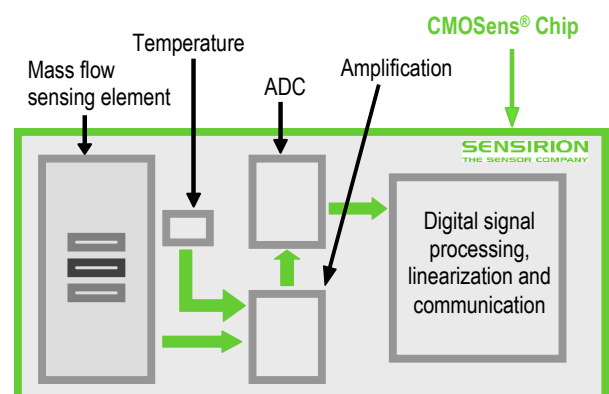 CMOSens® Chip
Temperature
Mass flow
sensing element
ADC
Amplification
SENSIRION
THE SENSOR COMPANY
Digital signal
processing,
linearization and
communication